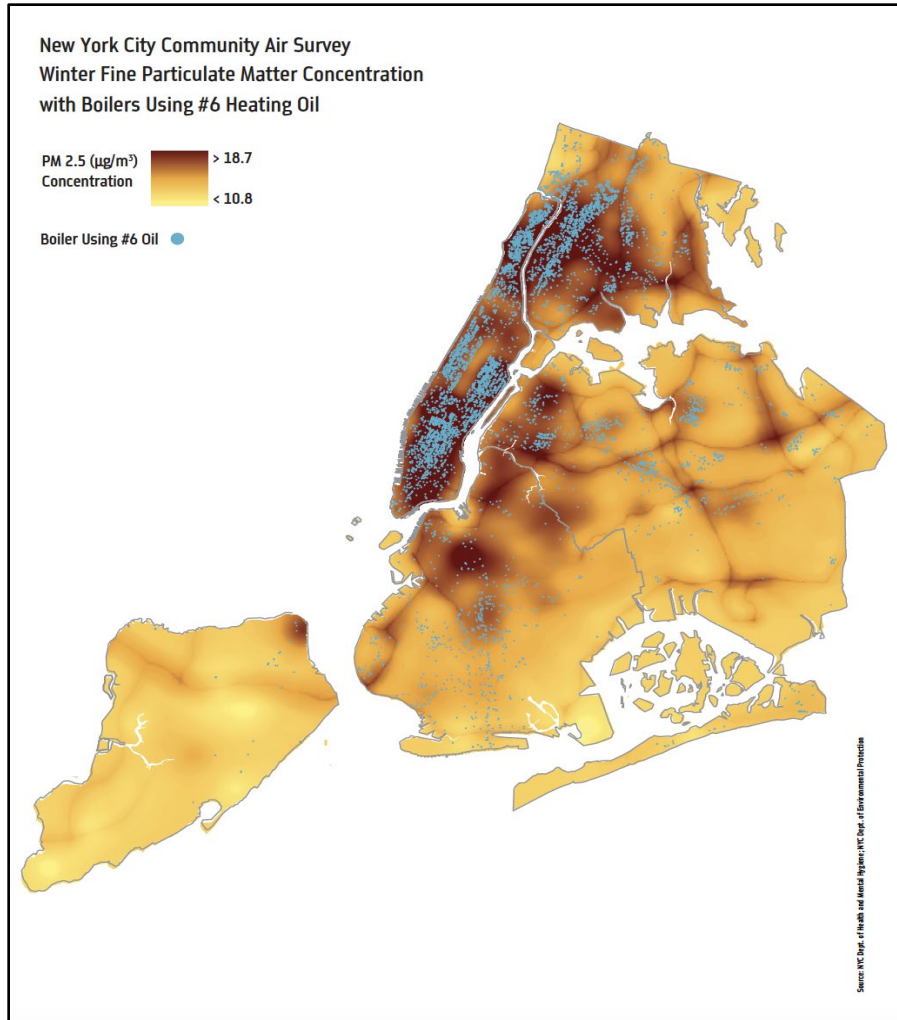 New York City Community Air Survey
Winter Fine Particulate Matter Concentration
with Boilers Using #6 Heating Oil
PM 2.5 (µg/m³)
Concentration
> 18.7
< 10.8
Boiler Using #6 Oil
Source: NYC Dept. of Health and Mental Hygiene; NYC Dept. of Environmental Protection